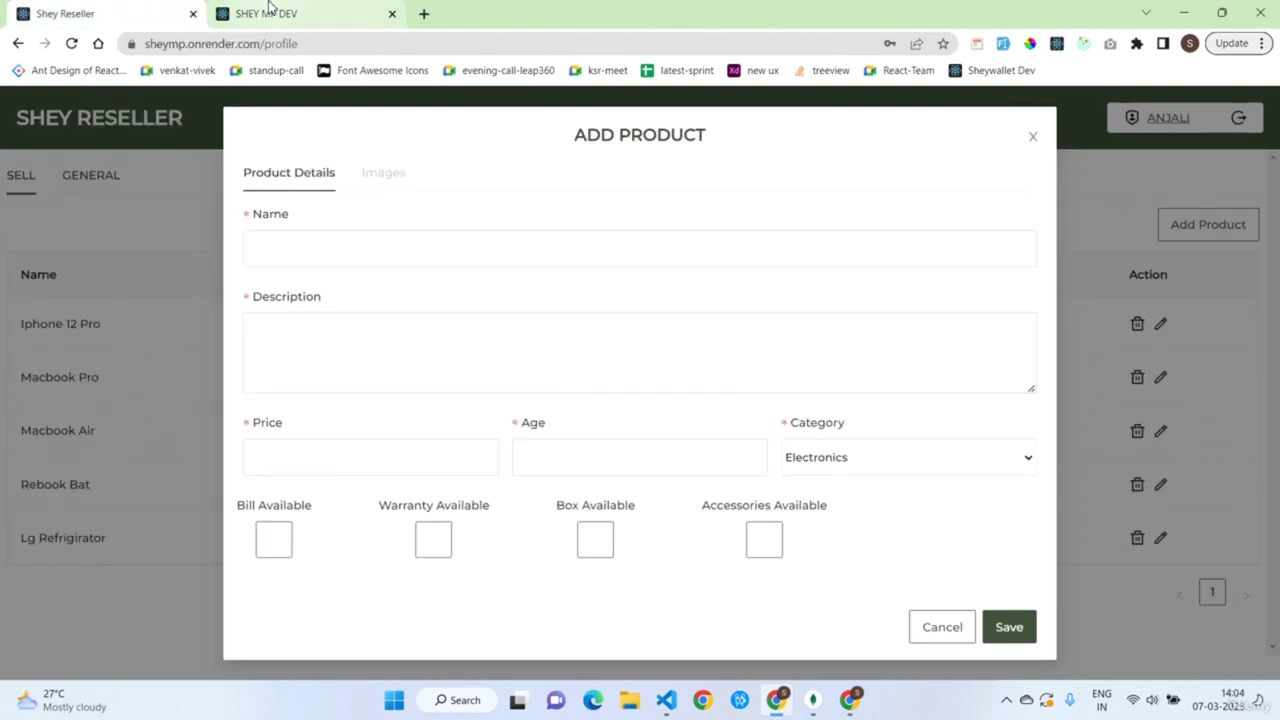 Shey Reseller
SHEY MP DEV
sheymp.onrender.com/profile
Update
Ant Design of React...
venkat-vivek
standup-call
Font Awesome Icons
evening-call-leap360
ksr-meet
latest-sprint
new ux
treeview
React-Team
Sheywallet Dev
SHEY RESELLER
ANJALI
SELL
GENERAL
Add Product
Name
Action
Iphone 12 Pro
Macbook Pro
Macbook Air
Rebook Bat
Lg Refrigirator
1
ADD PRODUCT
Product Details
Images
* Name
* Description
* Price
* Age
* Category
Electronics
Bill Available
Warranty Available
Box Available
Accessories Available
Cancel
Save
27°C
Mostly cloudy
Search
ENG
IN
14:04
07-03-2023